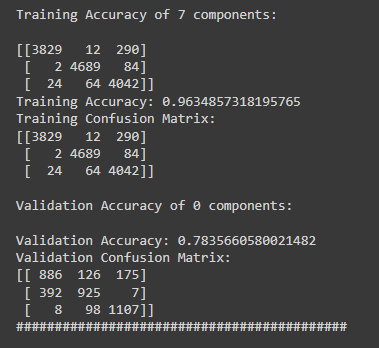 Training Accuracy of 7 components:
[[3829   12  290]
 [   2 4689   84]
 [  24   64 4042]]
Training Accuracy: 0.9634857318195765
Training Confusion Matrix:
[[3829   12  290]
 [   2 4689   84]
 [  24   64 4042]]
Validation Accuracy of 0 components:
Validation Accuracy: 0.7835660580021482
Validation Confusion Matrix:
[[ 886  126  175]
 [ 392  925    7]
 [   8   98 1107]]
###########################################